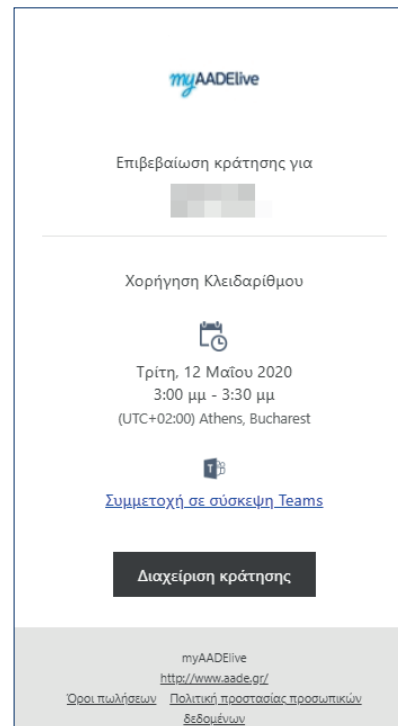 myAADElive
Επιβεβαίωση κράτησης για
Χορήγηση Κλειδαρίθμου
Τρίτη, 12 Μαΐου 2020
3:00 μμ - 3:30 μμ
(UTC+02:00) Athens, Bucharest
Συμμετοχή σε σύσκεψη Teams
Διαχείριση κράτησης
myAADElive
http://www.aade.gr/
Όροι πωλήσεων Πολιτική προστασίας προσωπικών
δεδομένων